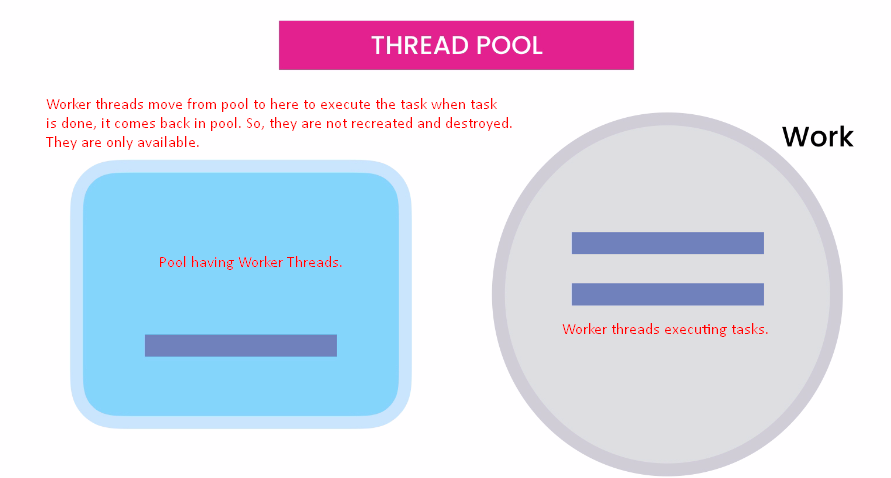 THREAD POOL
Worker threads move from pool to here to execute the task when task
is done, it comes back in pool. So, they are not recreated and destroyed.
They are only available.
Work
Pool having Worker Threads.
Worker threads executing tasks.